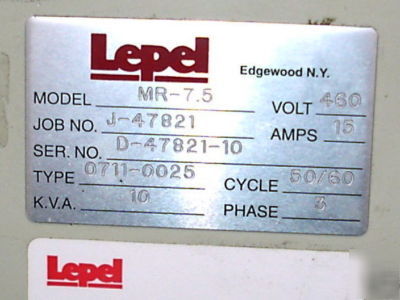 Lepel
Edgewood N.Y.
MODEL MR-7.5 VOLT 460
JOB NO. J-47821 AMPS 15
SER. NO. D-47821-10
TYPE 0711-0025 CYCLE 50/60
K.V.A. 10 PHASE 3
Lepel